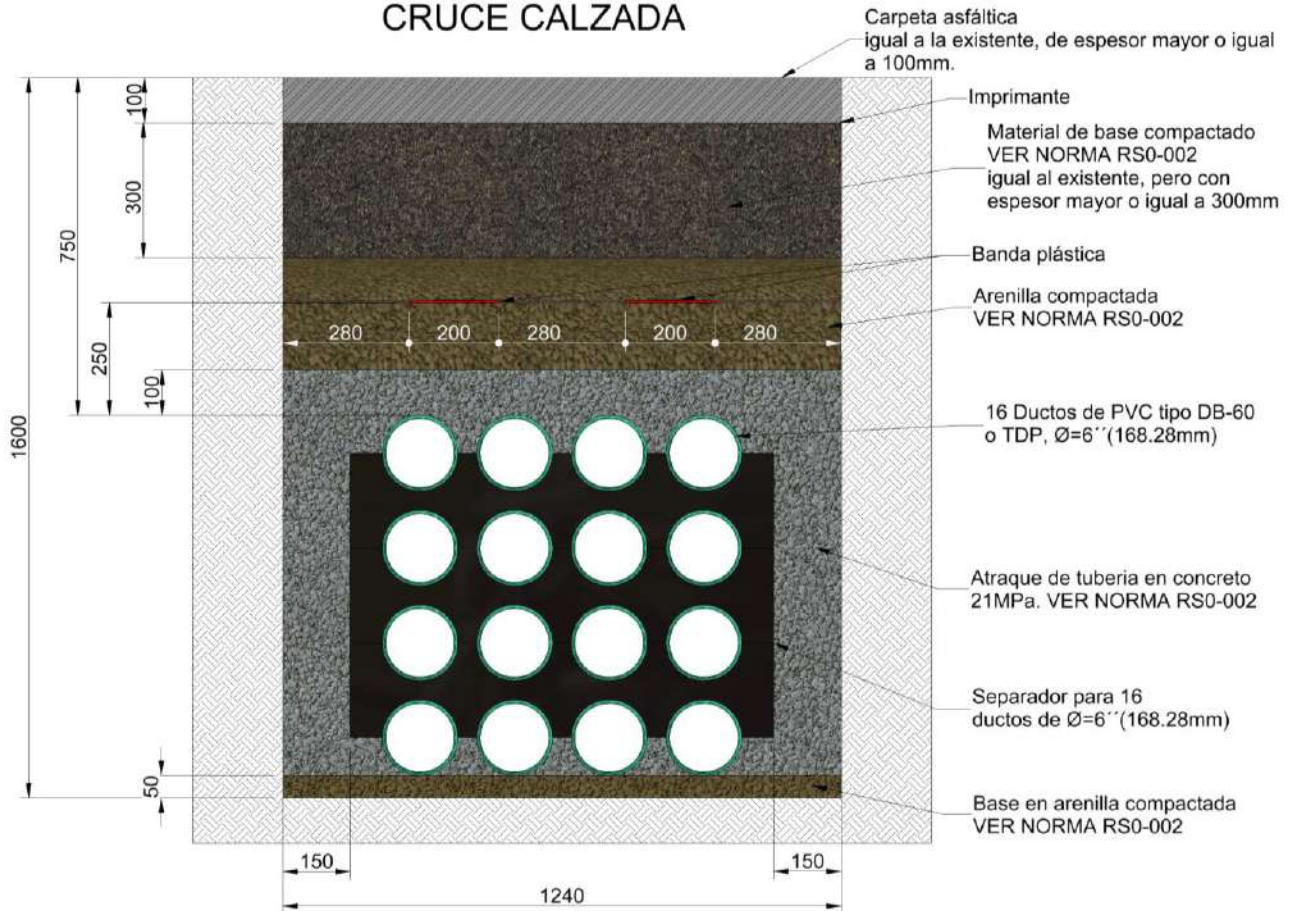 CRUCE CALZADA
Carpeta asfáltica
igual a la existente, de espesor mayor o igual
a 100mm.
Imprimante
Material de base compactado
VER NORMA RS0-002
igual al existente, pero con
espesor mayor o igual a 300mm
Banda plástica
Arenilla compactada
VER NORMA RS0-002
16 Ductos de PVC tipo DB-60
o TDP, Ø=6´´(168.28mm)
Atraque de tuberia en concreto
21MPa. VER NORMA RS0-002
Separador para 16
ductos de Ø=6´´(168.28mm)
Base en arenilla compactada
VER NORMA RS0-002
1600
750
100
300
250
100
50
280 200 280 200 280
150 150
1240